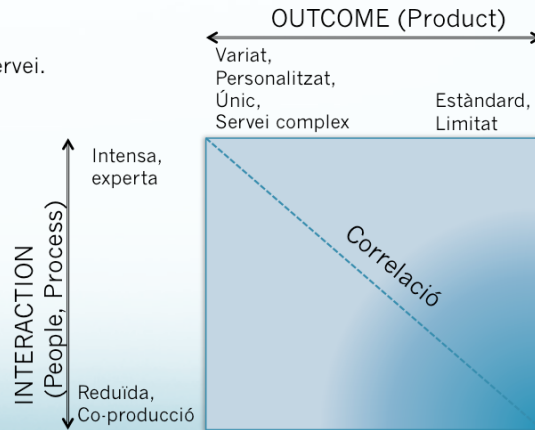 OUTCOME (Product)
ervei.
Variat,
Personalitzat,
Únic,
Servei complex
Estàndard,
Limitat
Intensa,
experta
INTERACTION
(People, Process)
Correlació
Reduïda,
Co-producció